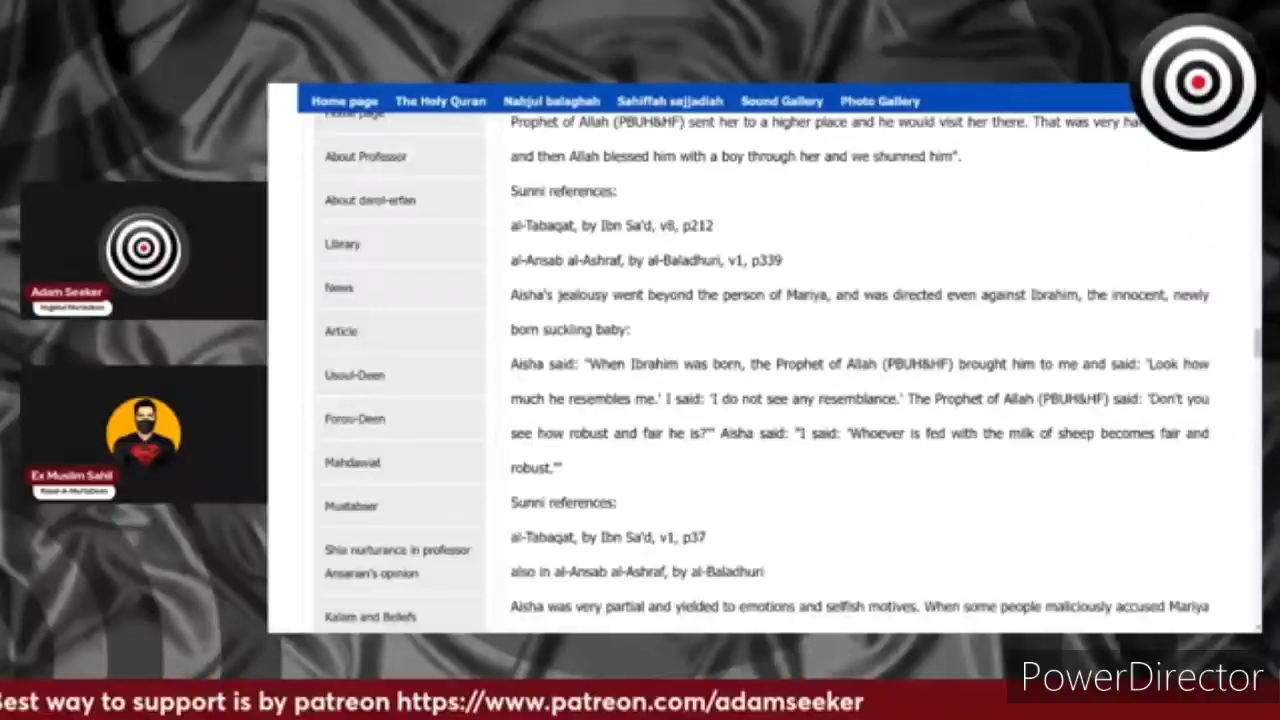 Home page The Holy Quran Nahjul balaghah Sahiffah sajjadiah Sound Gallery Photo Gallery
Home page
About Professor
About darol-erfan
Library
News
Article
Usoul-Deen
Forou-Deen
Mahdawiat
Mustabser
Shia nurturance in professor
Ansarian's opinion
Kalam and Beliefs
Prophet of Allah (PBUH&HF) sent her to a higher place and he would visit her there. That was very
and then Allah blessed him with a boy through her and we shunned him".
Sunni references:
al-Tabaqat, by Ibn Sa'd, v8, p212
al-Ansab al-Ashraf, by al-Baladhuri, v1, p339
Aisha's jealousy went beyond the person of Mariya, and was directed even against Ibrahim, the innocent, newly
born suckling baby:
Aisha said: "When Ibrahim was born, the Prophet of Allah (PBUH&HF) brought him to me and said: 'Look how
much he resembles me.' I said: 'I do not see any resemblance.' The Prophet of Allah (PBUH&HF) said: 'Don't you
see how robust and fair he is?'" Aisha said: "I said: 'Whoever is fed with the milk of sheep becomes fair and
robust.'"
Sunni references:
al-Tabaqat, by Ibn Sa'd, v1, p37
also in al-Ansab al-Ashraf, by al-Baladhuri
Aisha was very partial and yielded to emotions and selfish motives. When some people maliciously accused Mariya
Adam Seeker
Ex Muslim Sahil
Best way to support is by patreon https://www.patreon.com/adamseeker
PowerDirector